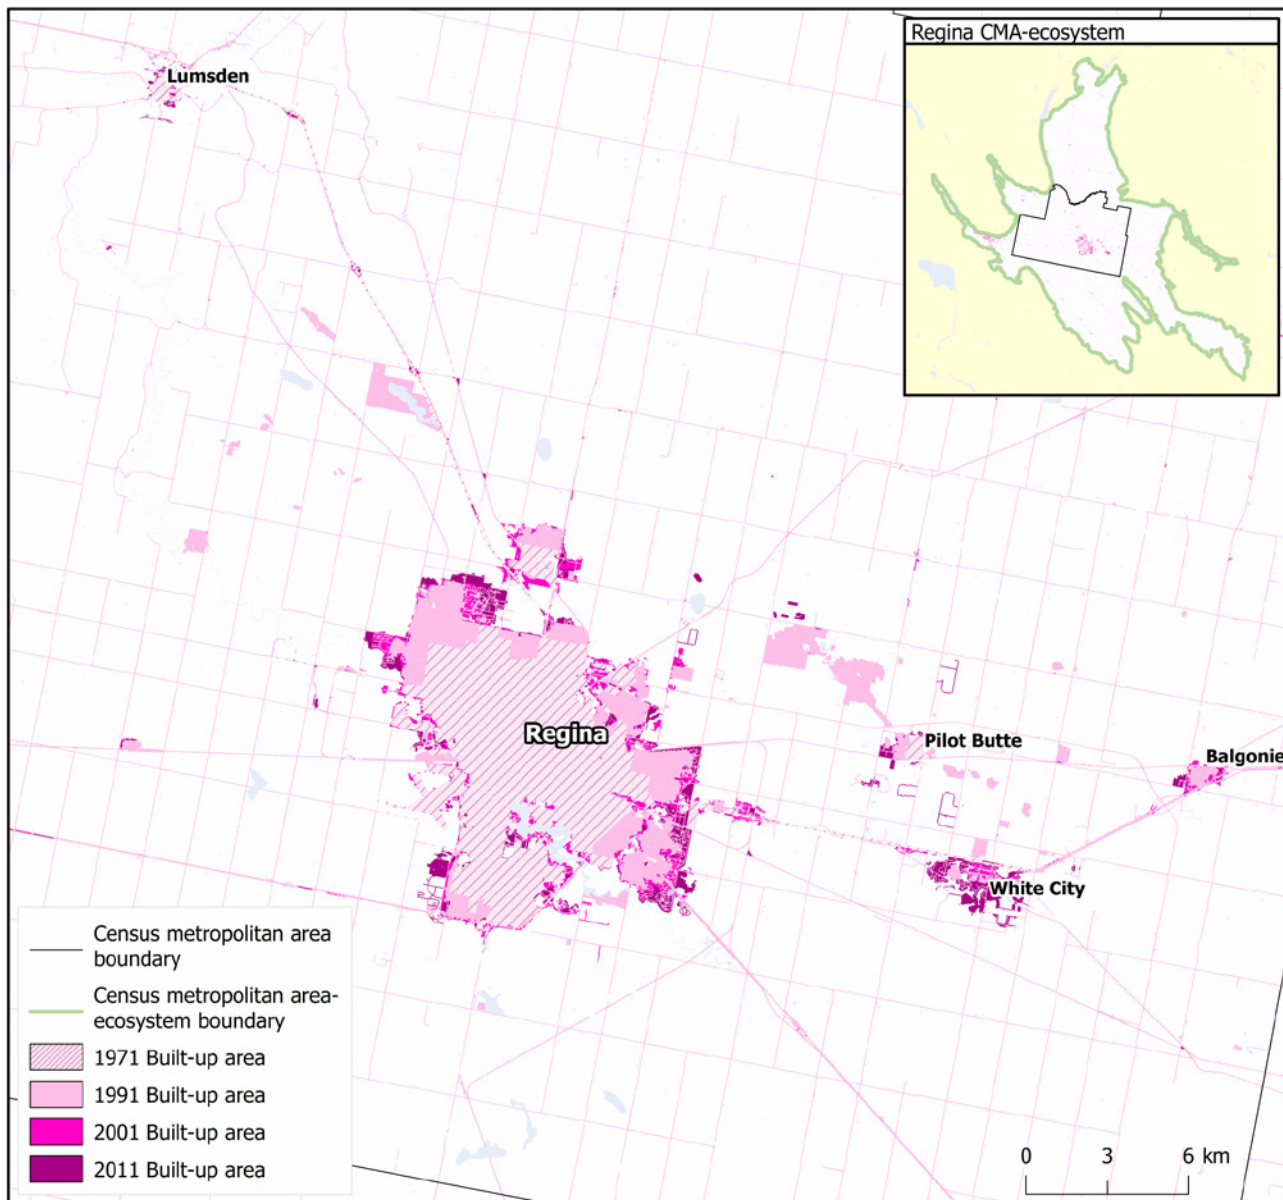 Regina CMA-ecosystem
Lumsden
Regina
Pilot Butte
Balgonie
White City
Census metropolitan area
boundary
Census metropolitan area-
ecosystem boundary
1971 Built-up area
1991 Built-up area
2001 Built-up area
2011 Built-up area
0 3 6 km